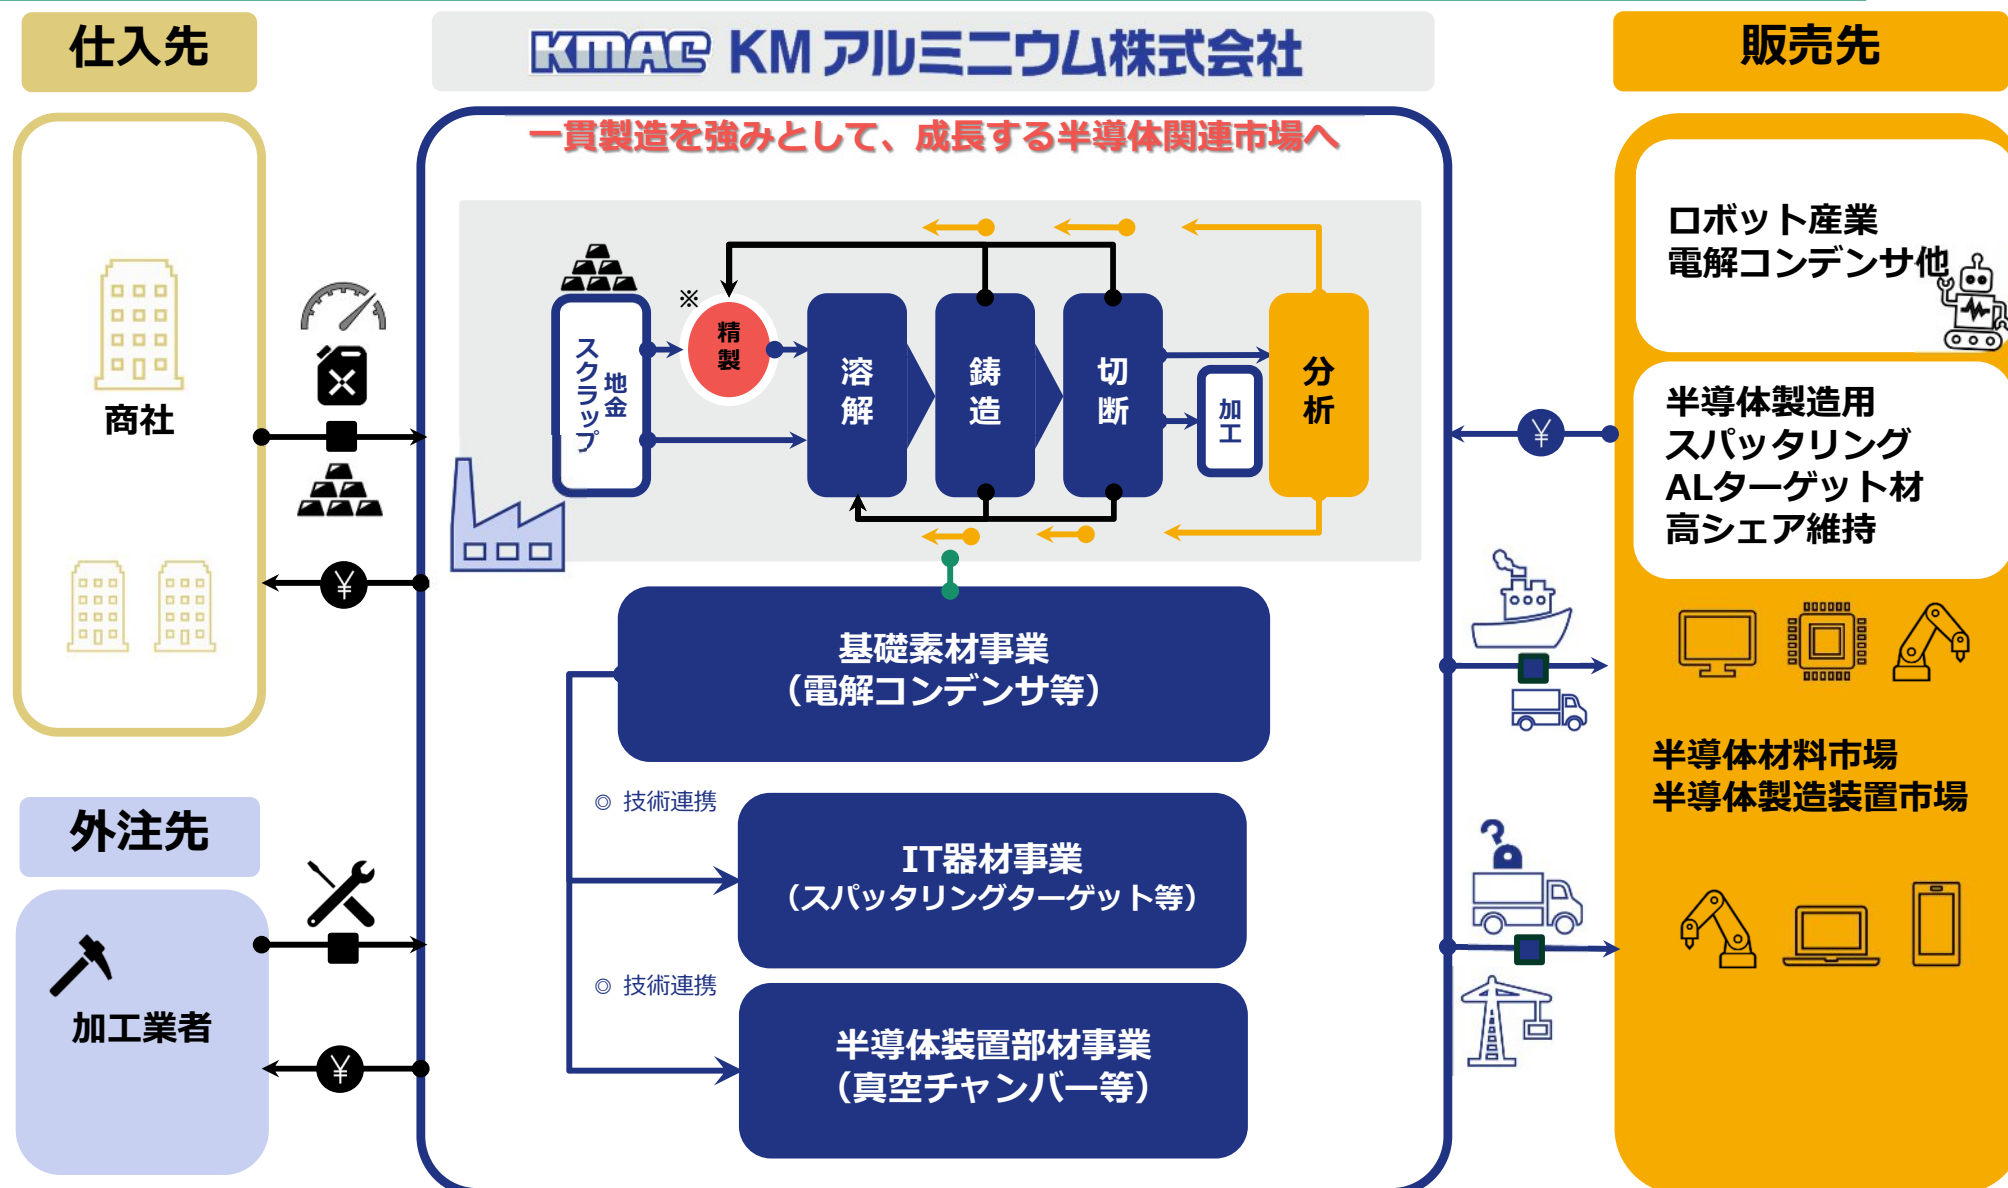 仕入先
KMAC KMアルミニウム株式会社
販売先
一貫製造を強みとして、成長する半導体関連市場へ
商社
※
スクラップ
地金
精製
溶解
鋳造
切断
加工
分析
¥
¥
ロボット産業
電解コンデンサ他
半導体製造用
スパッタリング
ALターゲット材
高シェア維持
基礎素材事業
（電解コンデンサ等）
◎ 技術連携
IT器材事業
（スパッタリングターゲット等）
◎ 技術連携
半導体装置部材事業
（真空チャンバー等）
半導体材料市場
半導体製造装置市場
外注先
加工業者
¥